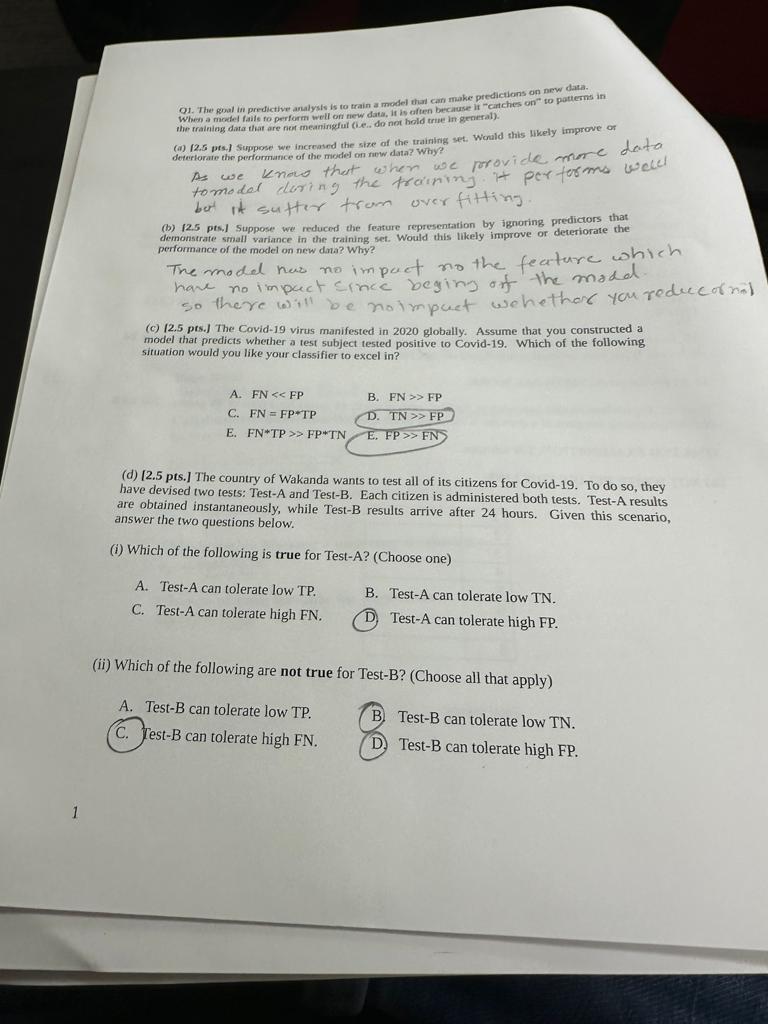 Q1. The goal in predictive analysis is to train a model that can make predictions on new data.
When a model fails to perform well on new data, it is often because it "catches on" to patterns in
the training data that are not meaningful (i.e., do not hold true in general).
(a) [2.5 pts.] Suppose we increased the size of the training set. Would this likely improve or
deteriorate the performance of the model on new data? Why?
As we know that when we provide more data
to model during the training. it performs well
but it suffer from over fitting.
(b) [2.5 pts.] Suppose we reduced the feature representation by ignoring predictors that
demonstrate small variance in the training set. Would this likely improve or deteriorate the
performance of the model on new data? Why?
The model has no impact no the feature which
have no impact since begining off the model.
so there will be no impact wehether you reduce or not
(c) [2.5 pts.] The Covid-19 virus manifested in 2020 globally. Assume that you constructed a
model that predicts whether a test subject tested positive to Covid-19. Which of the following
situation would you like your classifier to excel in?
A. FN << FP B. FN >> FP
C. FN = FP*TP D. TN >> FP
E. FN*TP >> FP*TN E. FP >> FN
(d) [2.5 pts.] The country of Wakanda wants to test all of its citizens for Covid-19. To do so, they
have devised two tests: Test-A and Test-B. Each citizen is administered both tests. Test-A results
are obtained instantaneously, while Test-B results arrive after 24 hours. Given this scenario,
answer the two questions below.
(i) Which of the following is true for Test-A? (Choose one)
A. Test-A can tolerate low TP. B. Test-A can tolerate low TN.
C. Test-A can tolerate high FN. D. Test-A can tolerate high FP.
(ii) Which of the following are not true for Test-B? (Choose all that apply)
A. Test-B can tolerate low TP. B. Test-B can tolerate low TN.
C. Test-B can tolerate high FN. D. Test-B can tolerate high FP.
1